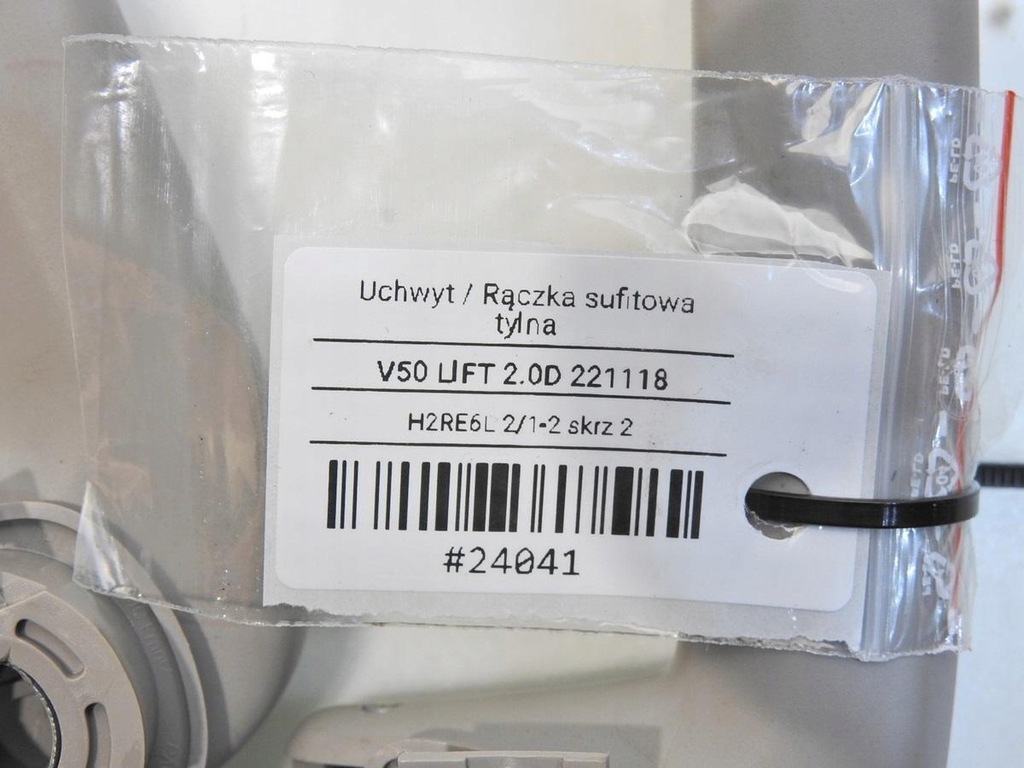 Uchwyt / Rączka sufitowa
tylna
V50 LIFT 2.0D 221118
H2RE6L 2/1-2 skrz 2
#24041